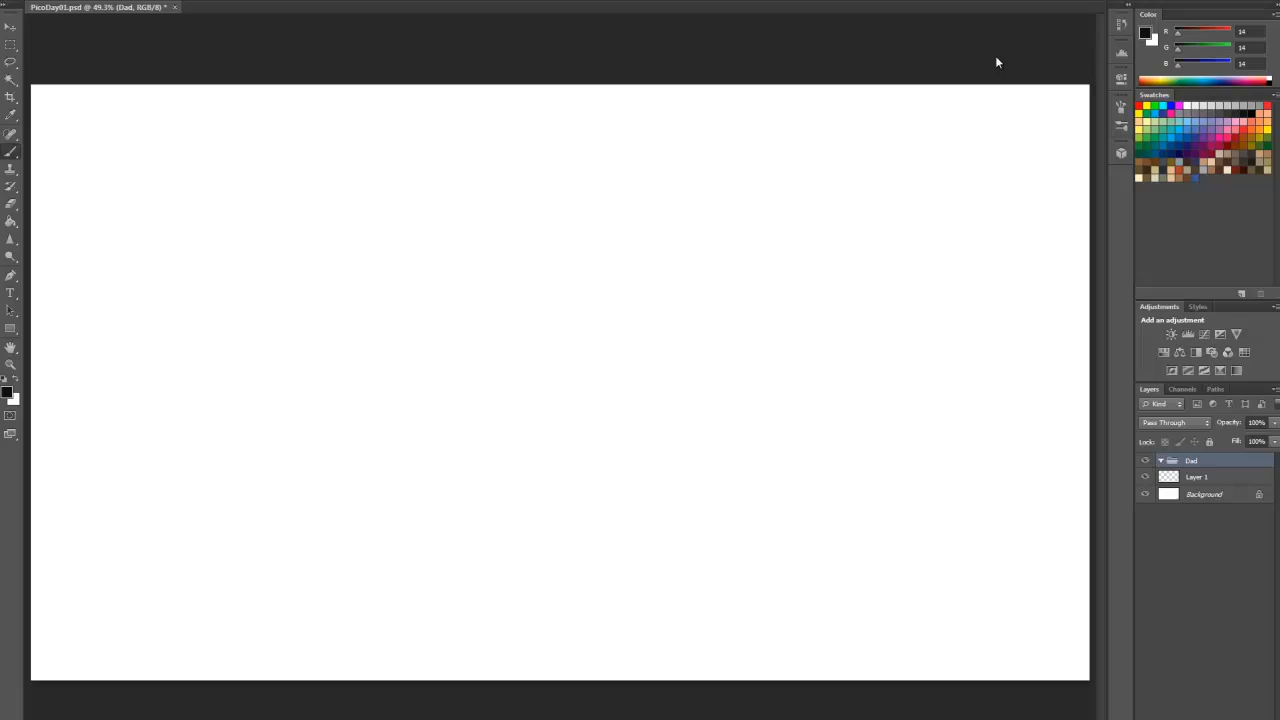 PicoDay01.psd @ 49.3% (Dad, RGB/8) * ×
Color
R 14
G 14
B 14
Swatches
Adjustments Styles
Add an adjustment
Layers Channels Paths
Kind
Pass Through Opacity: 100%
Lock: Fill: 100%
Dad
Layer 1
Background